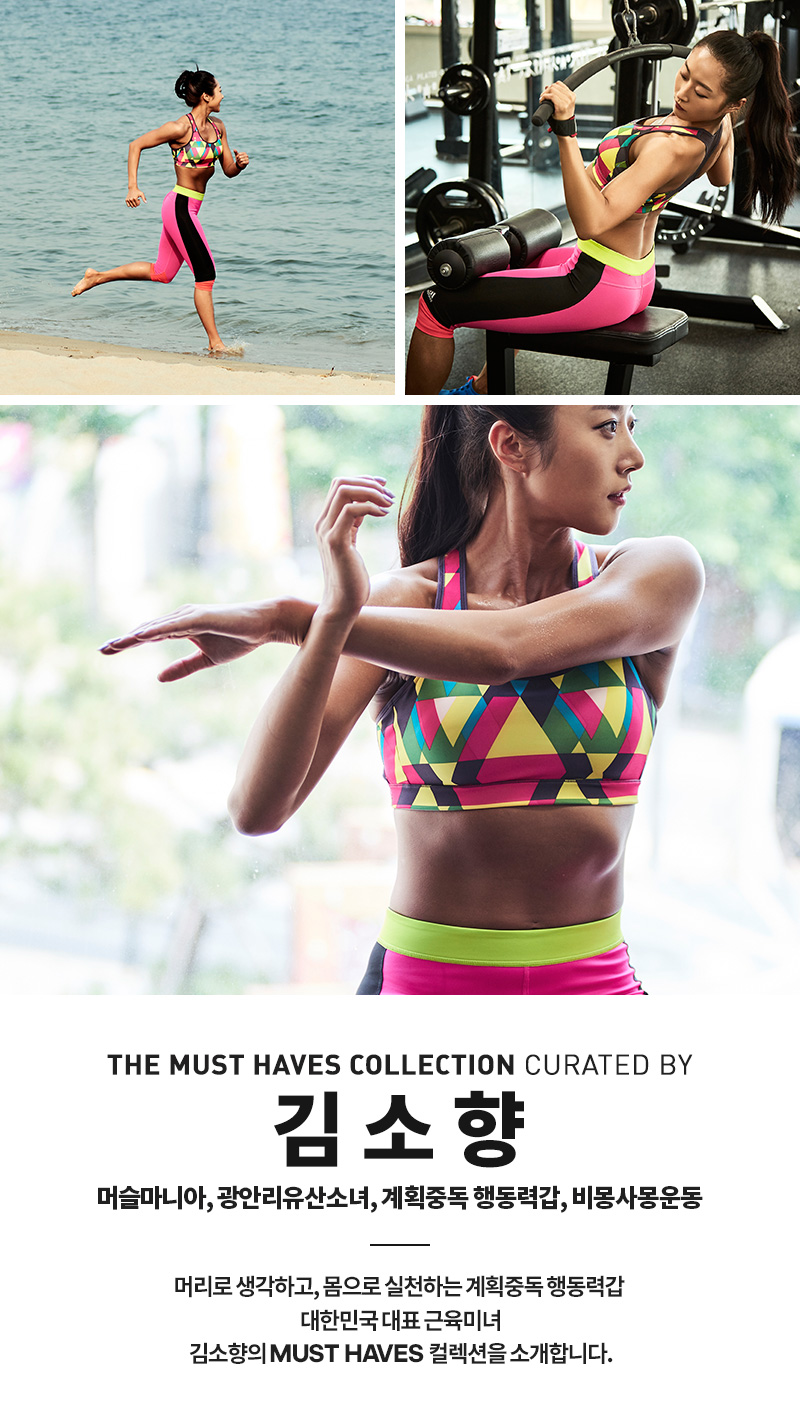 THE MUST HAVES COLLECTION CURATED BY
김소향
머슬마니아, 광안리유산소녀, 계획중독 행동력갑, 비몽사몽운동
머리로 생각하고, 몸으로 실천하는 계획중독 행동력갑
대한민국 대표 근육미녀
김소향의 MUST HAVES 컬렉션을 소개합니다.